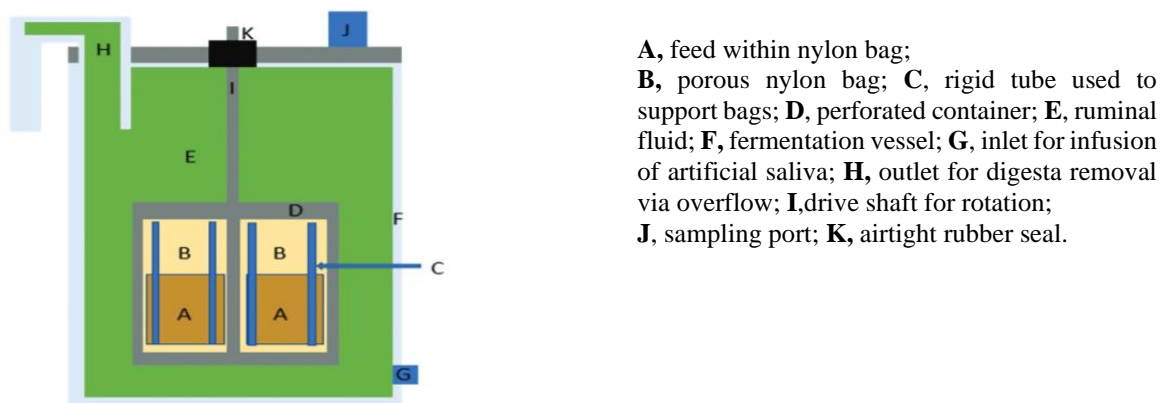 K
J
H
I
E
D
F
B
B
C
A
A
G
A, feed within nylon bag;
B, porous nylon bag; C, rigid tube used to
support bags; D, perforated container; E, ruminal
fluid; F, fermentation vessel; G, inlet for infusion
of artificial saliva; H, outlet for digesta removal
via overflow; I,drive shaft for rotation;
J, sampling port; K, airtight rubber seal.